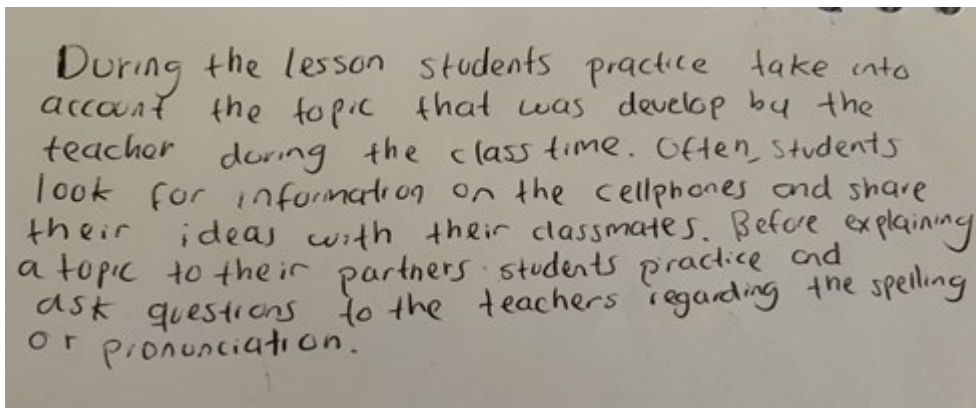 During the lesson students practice take into
account the topic that was develop by the
teacher during the class time. Often, students
look for information on the cellphones and share
their ideas with their classmates. Before explaining
a topic to their partners students practice and
ask questions to the teachers regarding the spelling
or pronunciation.